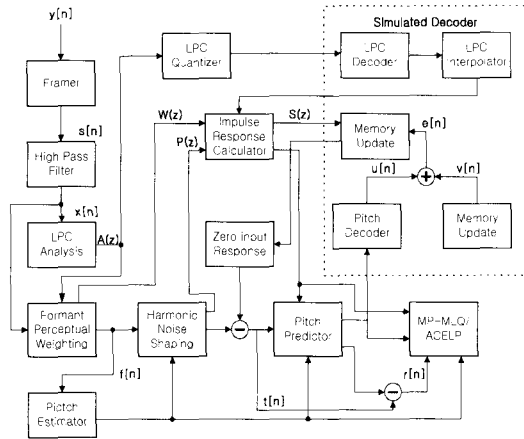 Simulated Decoder
y[n]
LPC
Quantizer
LPC
Decoder
LPC
Interpolator
Framer
W(z)
S(z)
P(z)
Impulse
Response
Calculator
Memory
Update
e[n]
s[n]
High Pass
Filter
u[n]
v[n]
x[n]
LPC
Analysis
A(z)
Zero Input
Response
Pitch
Decoder
Memory
Update
Formant
Perceptual
Weighting
Harmonic
Noise
Shaping
Pitch
Predictor
MP-MLQ/
ACELP
f[n]
r[n]
t[n]
Pictch
Estimator